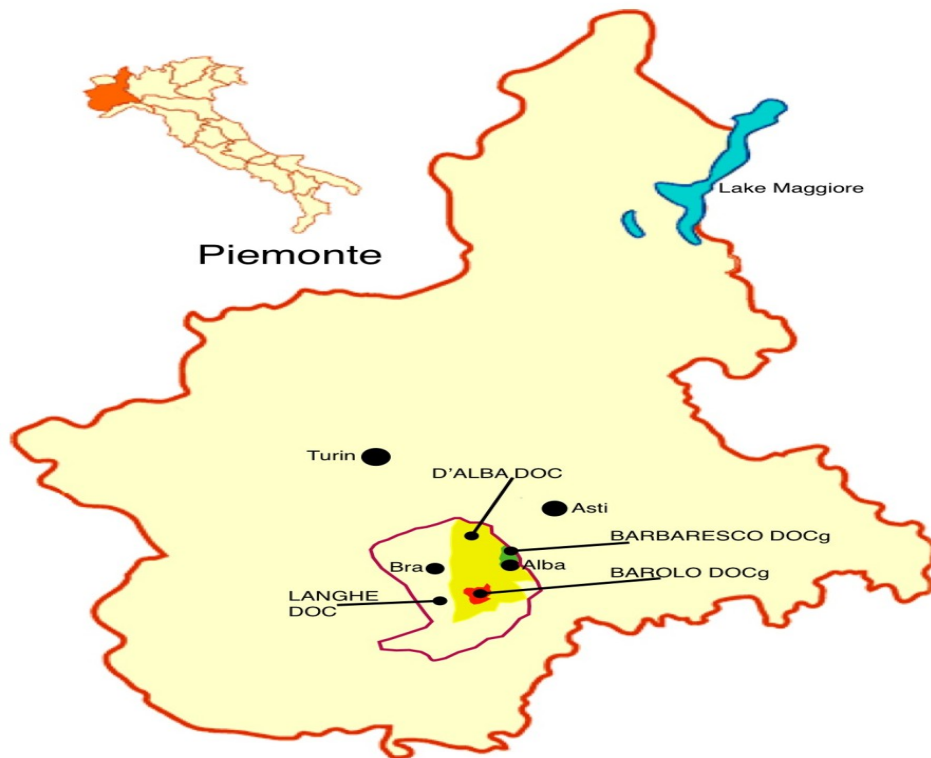 Lake Maggiore
Piemonte
Turin
D'ALBA DOC
Asti
BARBARESCO DOCg
Bra
Alba
BAROLO DOCg
LANGHE
DOC